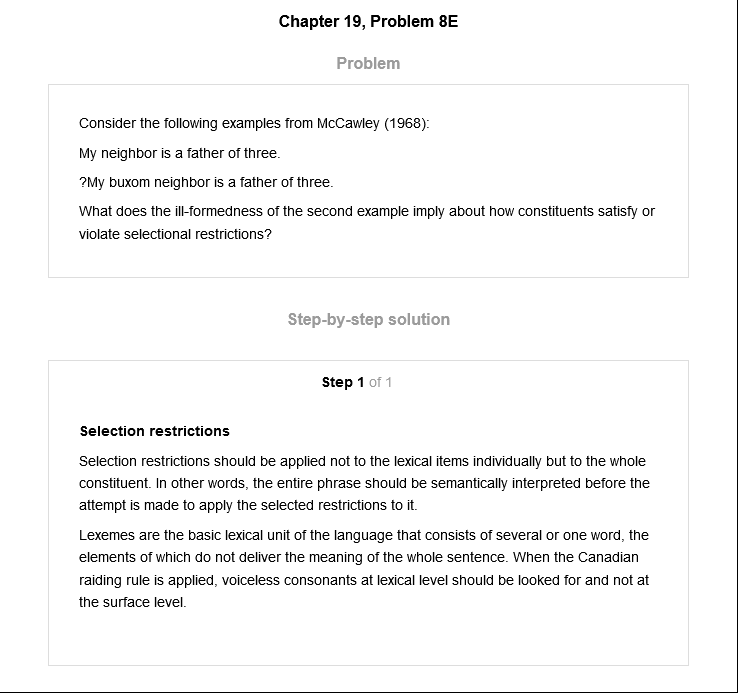 Chapter 19, Problem 8E
Problem
Consider the following examples from McCawley (1968):
My neighbor is a father of three.
?My buxom neighbor is a father of three.
What does the ill-formedness of the second example imply about how constituents satisfy or
violate selectional restrictions?
Step-by-step solution
Step 1 of 1
Selection restrictions
Selection restrictions should be applied not to the lexical items individually but to the whole
constituent. In other words, the entire phrase should be semantically interpreted before the
attempt is made to apply the selected restrictions to it.
Lexemes are the basic lexical unit of the language that consists of several or one word, the
elements of which do not deliver the meaning of the whole sentence. When the Canadian
raiding rule is applied, voiceless consonants at lexical level should be looked for and not at
the surface level.